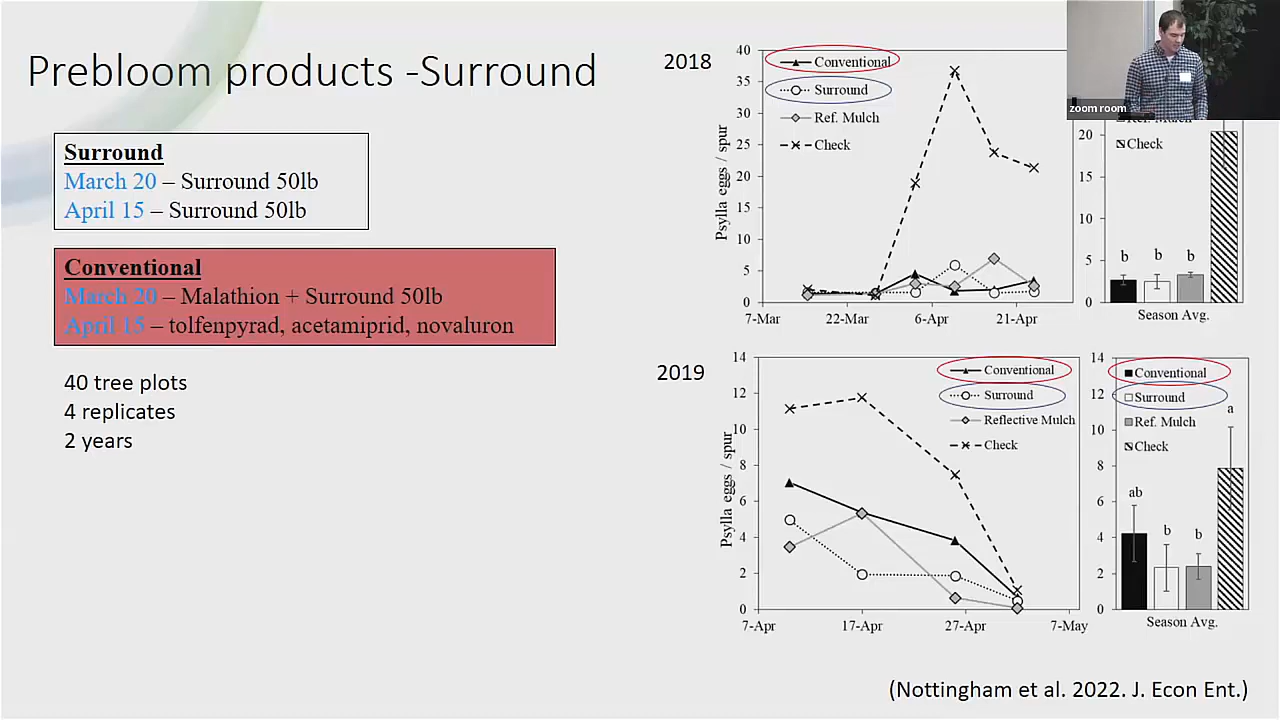 Prebloom products -Surround
Surround
March 20 – Surround 50lb
April 15 – Surround 50lb
Conventional
March 20 – Malathion + Surround 50lb
April 15 – tolfenpyrad, acetamiprid, novaluron
40 tree plots
4 replicates
2 years
2018
Psylla eggs / spur
40
35
30
25
20
15
10
5
0
Conventional
Surround
Ref. Mulch
Check
7-Mar
22-Mar
6-Apr
21-Apr
zoom room
Ref. Mulch
Check
20
15
10
5
0
b
b
b
Season Avg.
2019
Psylla eggs / spur
14
12
10
8
6
4
2
0
Conventional
Surround
Reflective Mulch
Check
7-Apr
17-Apr
27-Apr
7-May
14
12
10
8
6
4
2
0
Conventional
Surround
Ref. Mulch
Check
ab
b
b
a
Season Avg.
(Nottingham et al. 2022. J. Econ Ent.)